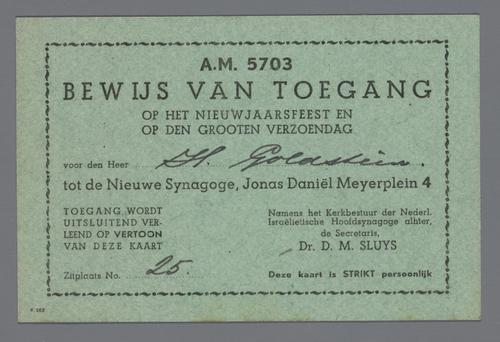 A.M. 5703
BEWIJS VAN TOEGANG
OP HET NIEUWJAARSFEEST EN
OP DEN GROOTEN VERZOENDAG
voor den Heer H. Goldstein.
tot de Nieuwe Synagoge, Jonas Daniël Meyerplein 4
TOEGANG WORDT
UITSLUITEND VER-
LEEND OP VERTOON
VAN DEZE KAART
Zitplaats No. 25.
Namens het Kerkbestuur der Nederl.
Israëlietische Hoofdsynagoge alhier,
de Secretaris,
Dr. D. M. SLUYS
Deze kaart is STRIKT persoonlijk